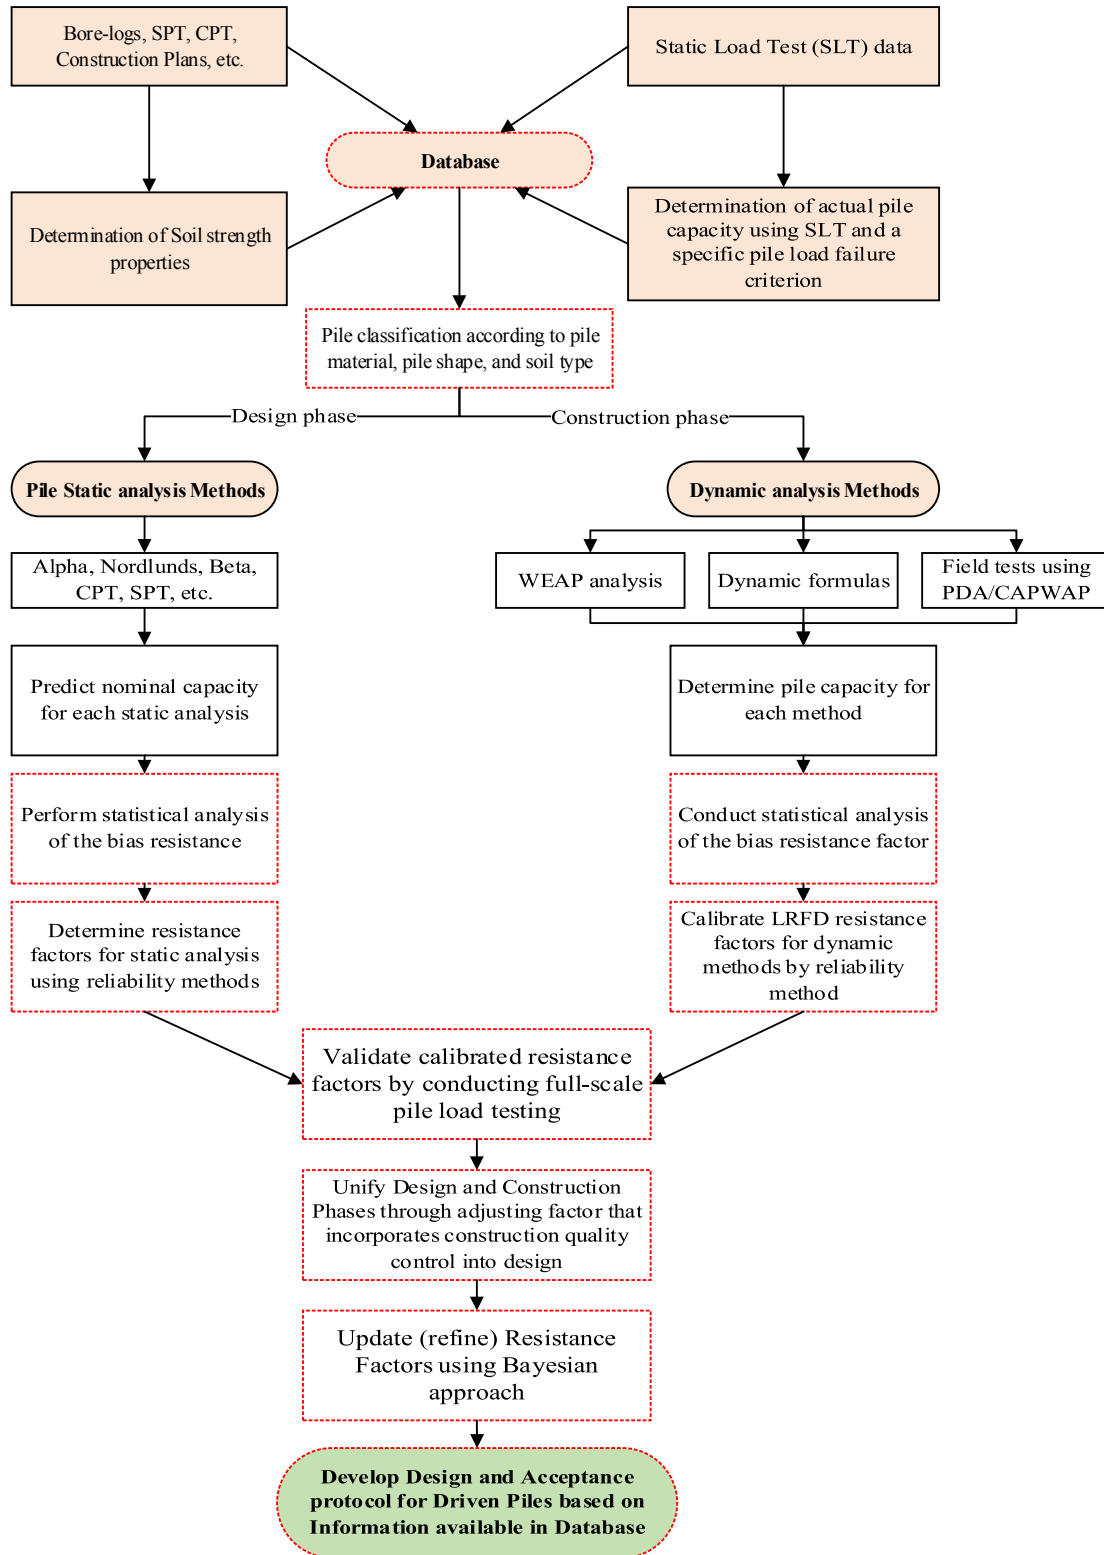 Bore-logs, SPT, CPT,
Construction Plans, etc.
Static Load Test (SLT) data
Database
Determination of Soil strength
properties
Determination of actual pile
capacity using SLT and a
specific pile load failure
criterion
Pile classification according to pile
material, pile shape, and soil type
Design phase
Construction phase
Pile Static analysis Methods
Dynamic analysis Methods
Alpha, Nordlunds, Beta,
CPT, SPT, etc.
WEAP analysis
Dynamic formulas
Field tests using
PDA/CAPWAP
Predict nominal capacity
for each static analysis
Determine pile capacity for
each method
Perform statistical analysis
of the bias resistance
Conduct statistical analysis
of the bias resistance factor
Determine resistance
factors for static analysis
using reliability methods
Calibrate LRFD resistance
factors for dynamic
methods by reliability
method
Validate calibrated resistance
factors by conducting full-scale
pile load testing
Unify Design and Construction
Phases through adjusting factor that
incorporates construction quality
control into design
Update (refine) Resistance
Factors using Bayesian
approach
Develop Design and Acceptance
protocol for Driven Piles based on
Information available in Database